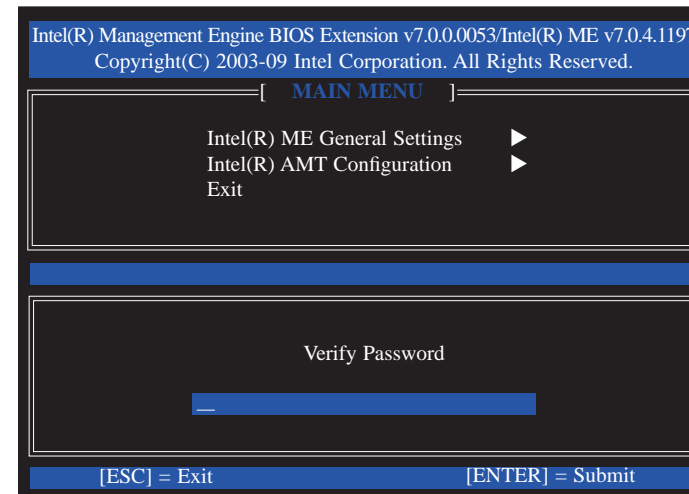 Intel(R) Management Engine BIOS Extension v7.0.0.0053/Intel(R) ME v7.0.4.1197
Copyright(C) 2003-09 Intel Corporation. All Rights Reserved.
[ MAIN MENU ]
Intel(R) ME General Settings ▶
Intel(R) AMT Configuration ▶
Exit
Verify Password
_
[ESC] = Exit [ENTER] = Submit